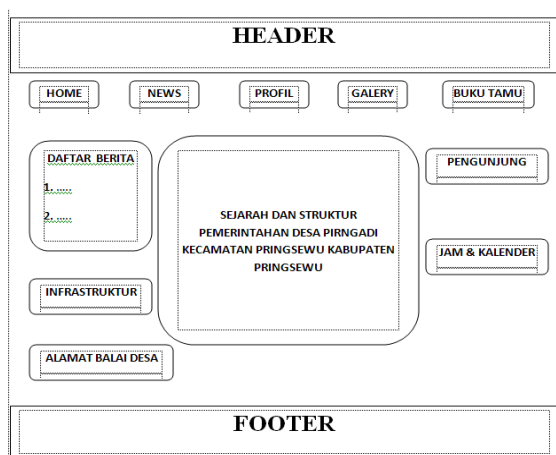 HEADER
HOME NEWS PROFIL GALERY BUKU TAMU
DAFTAR BERITA
1. .....
2. .....
INFRASTRUKTUR
ALAMAT BALAI DESA
SEJARAH DAN STRUKTUR
PEMERINTAHAN DESA PIRNGADI
KECAMATAN PRINGSEWU KABUPATEN
PRINGSEWU
PENGUNJUNG
JAM & KALENDER
FOOTER